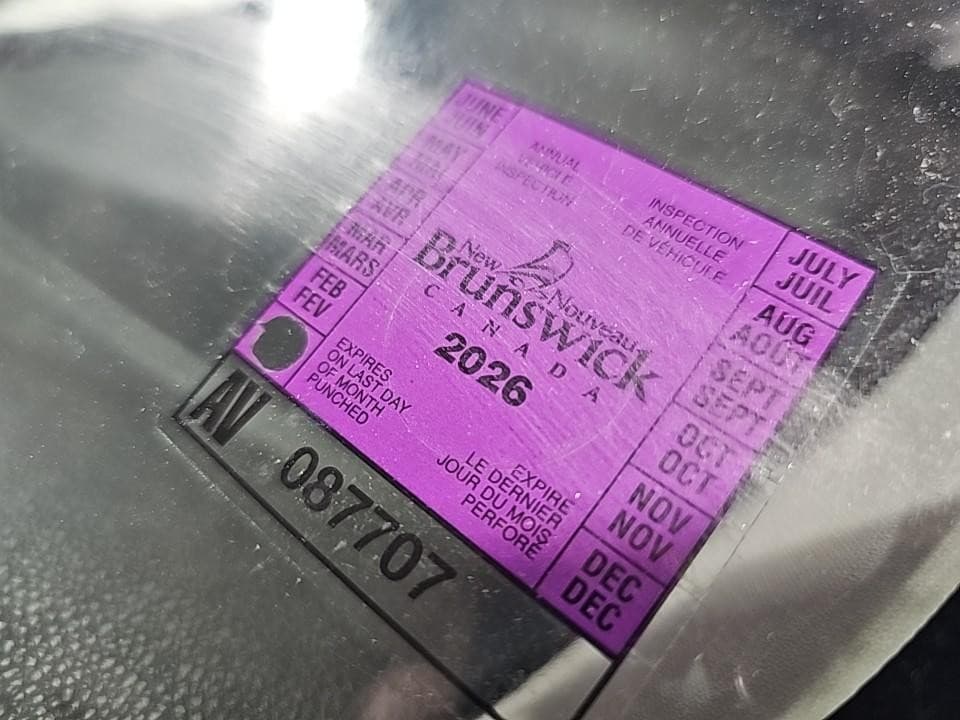 ANNUAL
VEHICLE
INSPECTION
INSPECTION
ANNUELLE
DE VÉHICULE
New Nouveau
Brunswick
CANADA
2026
EXPIRES
ON LAST DAY
OF MONTH
PUNCHED
EXPIRE
LE DERNIER
JOUR DU MOIS
PERFORÉ
JUNE
JUIN
MAY
MAI
APR
AVR
MAR
MARS
FEB
FEV
JULY
JUIL
AUG
AOUT
SEPT
SEPT
OCT
OCT
NOV
NOV
DEC
DEC
AV 087707